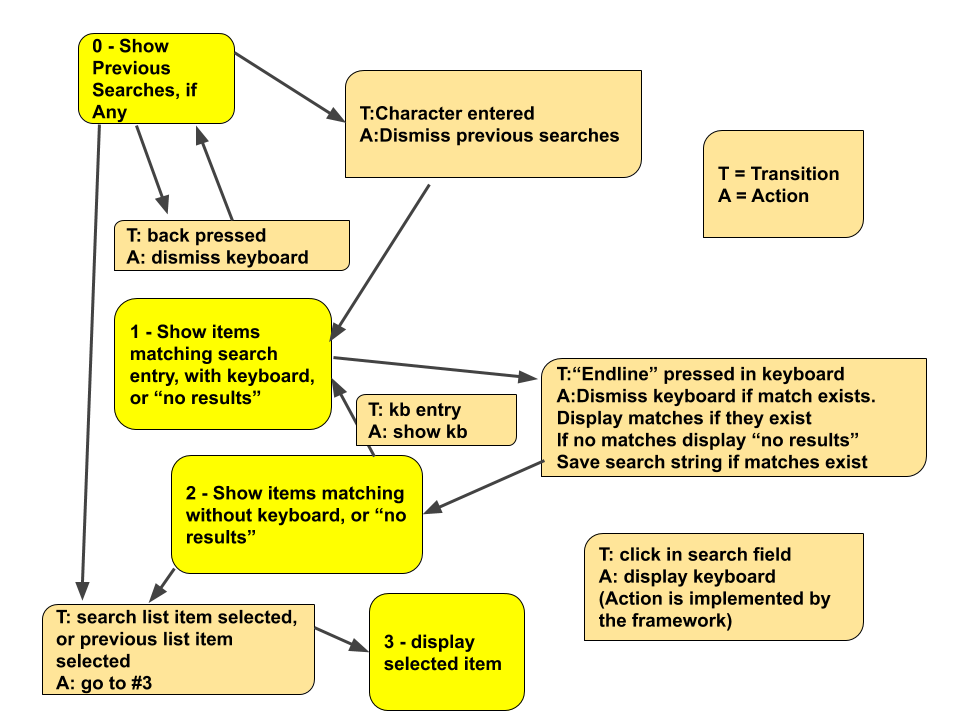 0 - Show
Previous
Searches, if
Any
T:Character entered
A:Dismiss previous searches
T = Transition
A = Action
T: back pressed
A: dismiss keyboard
1 - Show items
matching search
entry, with keyboard,
or “no results”
T:“Endline” pressed in keyboard
A:Dismiss keyboard if match exists.
Display matches if they exist
If no matches display “no results”
Save search string if matches exist
T: kb entry
A: show kb
2 - Show items matching
without keyboard, or “no
results”
T: click in search field
A: display keyboard
(Action is implemented by
the framework)
T: search list item selected,
or previous list item
selected
A: go to #3
3 - display
selected item